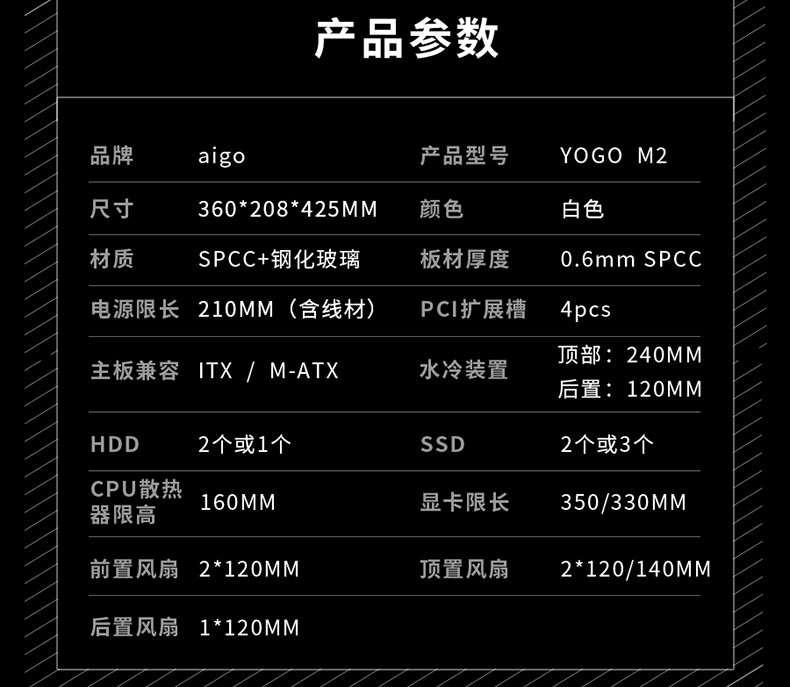 产品参数
品牌 aigo 产品型号 YOGO M2
尺寸 360*208*425MM 颜色 白色
材质 SPCC+钢化玻璃 板材厚度 0.6mm SPCC
电源限长 210MM（含线材） PCI扩展槽 4pcs
主板兼容 ITX / M-ATX 水冷装置 顶部：240MM
后置：120MM
HDD 2个或1个 SSD 2个或3个
CPU散热
器限高 160MM 显卡限长 350/330MM
前置风扇 2*120MM 顶置风扇 2*120/140MM
后置风扇 1*120MM